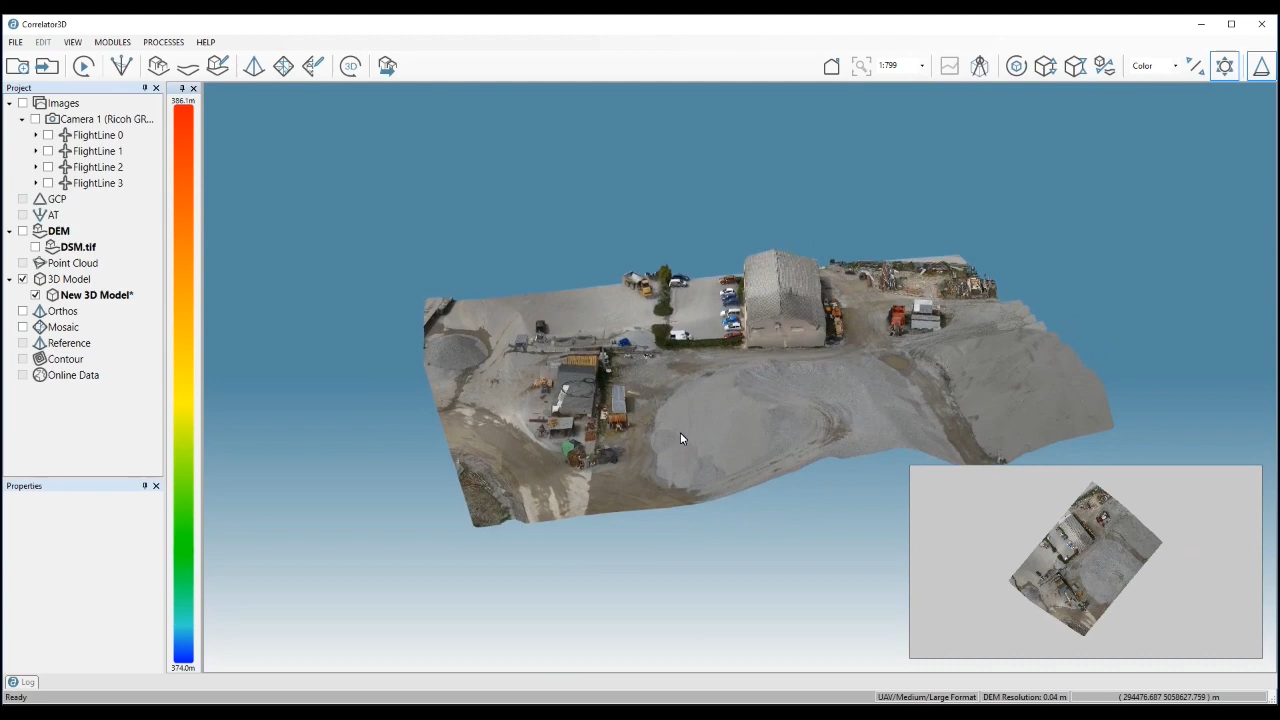 Correlator3D
FILE EDIT VIEW MODULES PROCESSES HELP
3D 1:799 Color
Project
386.1m
Images
Camera 1 (Ricoh GR...
FlightLine 0
FlightLine 1
FlightLine 2
FlightLine 3
GCP
AT
DEM
DSM.tif
Point Cloud
3D Model
New 3D Model*
Orthos
Mosaic
Reference
Contour
Online Data
Properties
374.0m
Log
Ready UAV/Medium/Large Format DEM Resolution: 0.04 m ( 294476.687 5058627.759 ) m